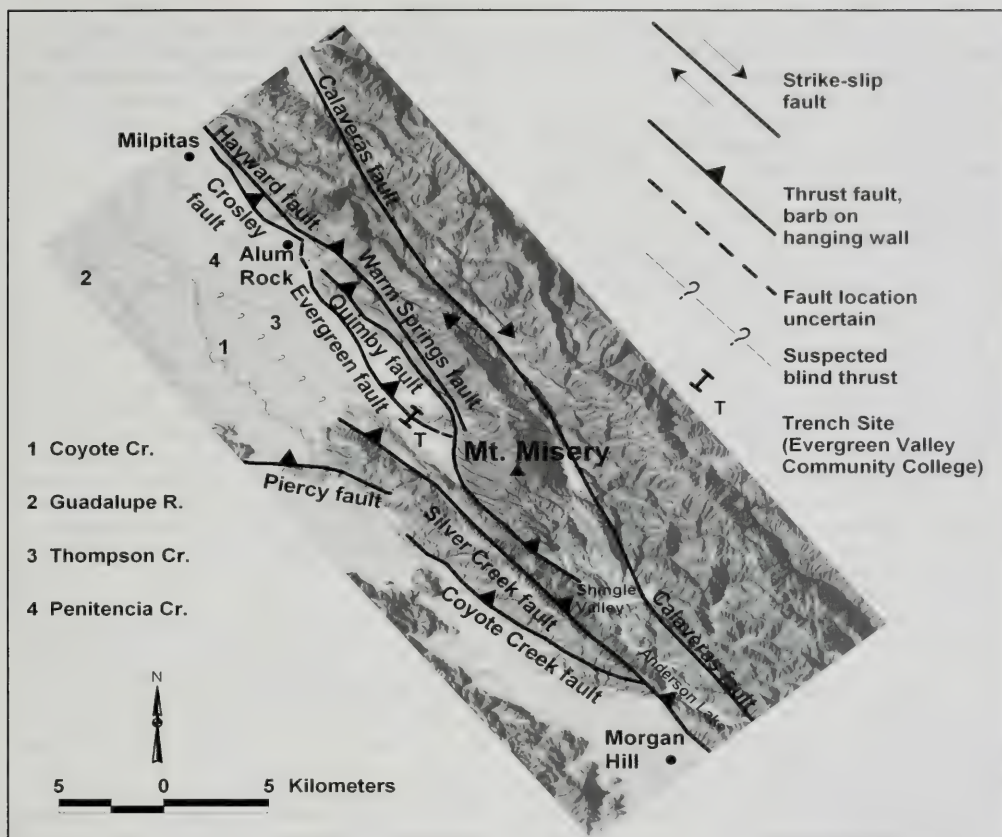 Milpitas
Hayward fault
Crosley
fault
Alum
Rock
Calaveras fault
Warm Springs fault
Quimby fault
Evergreen fault
T
Mt. Misery
Piercy fault
Silver Creek fault
Coyote Creek fault
Shingle
Valley
Anderson Lake
Calaveras fault
Morgan
Hill
2
4
3
1
1 Coyote Cr.
2 Guadalupe R.
3 Thompson Cr.
4 Penitencia Cr.
N
5 0 5 Kilometers
Strike-slip
fault
Thrust fault,
barb on
hanging wall
Fault location
uncertain
? ?
Suspected
blind thrust
T
Trench Site
(Evergreen Valley
Community College)